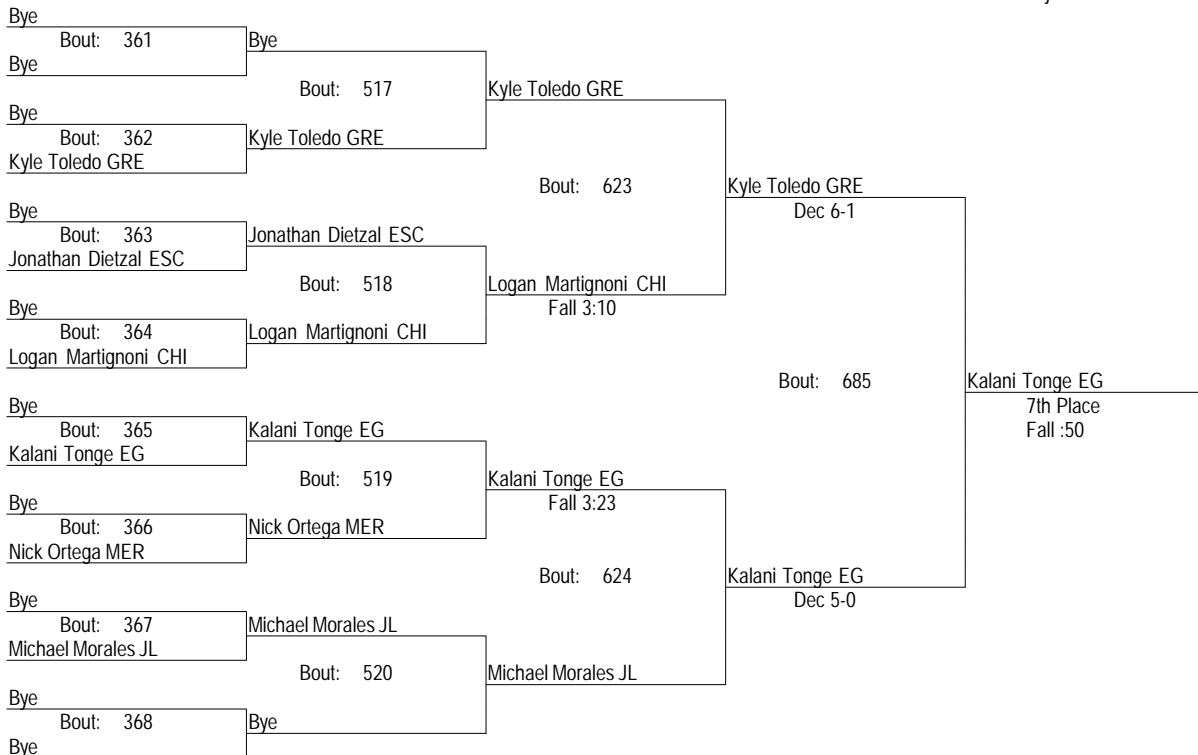 Bye
Bout: 361
Bye
Bye
Bout: 517
Kyle Toledo GRE
Bye
Bout: 362
Kyle Toledo GRE
Kyle Toledo GRE
Bout: 623
Kyle Toledo GRE
Dec 6-1
Bye
Bout: 363
Jonathan Dietzal ESC
Jonathan Dietzal ESC
Bout: 518
Logan Martignoni CHI
Fall 3:10
Bye
Bout: 364
Logan Martignoni CHI
Logan Martignoni CHI
Bout: 685
Kalani Tonge EG
7th Place
Fall :50
Bye
Bout: 365
Kalani Tonge EG
Kalani Tonge EG
Bout: 519
Kalani Tonge EG
Fall 3:23
Bye
Bout: 366
Nick Ortega MER
Nick Ortega MER
Bout: 624
Kalani Tonge EG
Dec 5-0
Bye
Bout: 367
Michael Morales JL
Michael Morales JL
Bout: 520
Michael Morales JL
Bye
Bout: 368
Bye
Bye